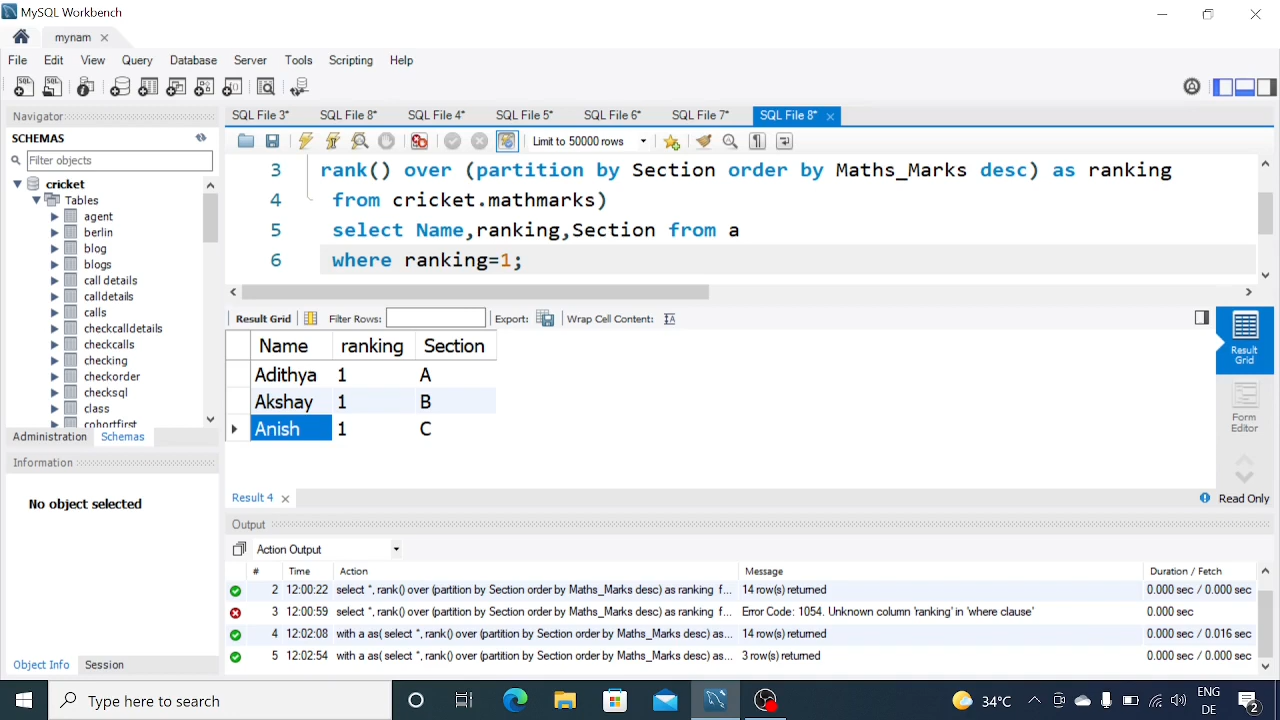 MySQL Workbench
mynam
File Edit View Query Database Server Tools Scripting Help
Navigator
SCHEMAS
Filter objects
cricket
Tables
agent
berlin
blog
blogs
call details
calldetails
calls
checkcalldetails
checkcalls
checking
checkorder
checksql
class
cohortfirst
Administration Schemas
Information
No object selected
Object Info Session
SQL File 3* SQL File 8* SQL File 4* SQL File 5* SQL File 6* SQL File 7* SQL File 8*
Limit to 50000 rows
3 rank() over (partition by Section order by Maths_Marks desc) as ranking
4 from cricket.mathmarks)
5 select Name,ranking,Section from a
6 where ranking=1;
Result Grid Filter Rows: Export: Wrap Cell Content:
Name ranking Section
Adithya 1 A
Akshay 1 B
Anish 1 C
Result Grid
Form Editor
Result 4
Read Only
Output
Action Output
# Time Action Message Duration / Fetch
2 12:00:22 select *, rank() over (partition by Section order by Maths_Marks desc) as ranking f... 14 row(s) returned 0.000 sec / 0.000 sec
3 12:00:59 select *, rank() over (partition by Section order by Maths_Marks desc) as ranking f... Error Code: 1054. Unknown column 'ranking' in 'where clause' 0.000 sec
4 12:02:08 with a as( select *, rank() over (partition by Section order by Maths_Marks desc) as... 14 row(s) returned 0.000 sec / 0.016 sec
5 12:02:54 with a as( select *, rank() over (partition by Section order by Maths_Marks desc) as... 3 row(s) returned 0.000 sec / 0.000 sec
Type here to search
34°C
ENG
DE
2